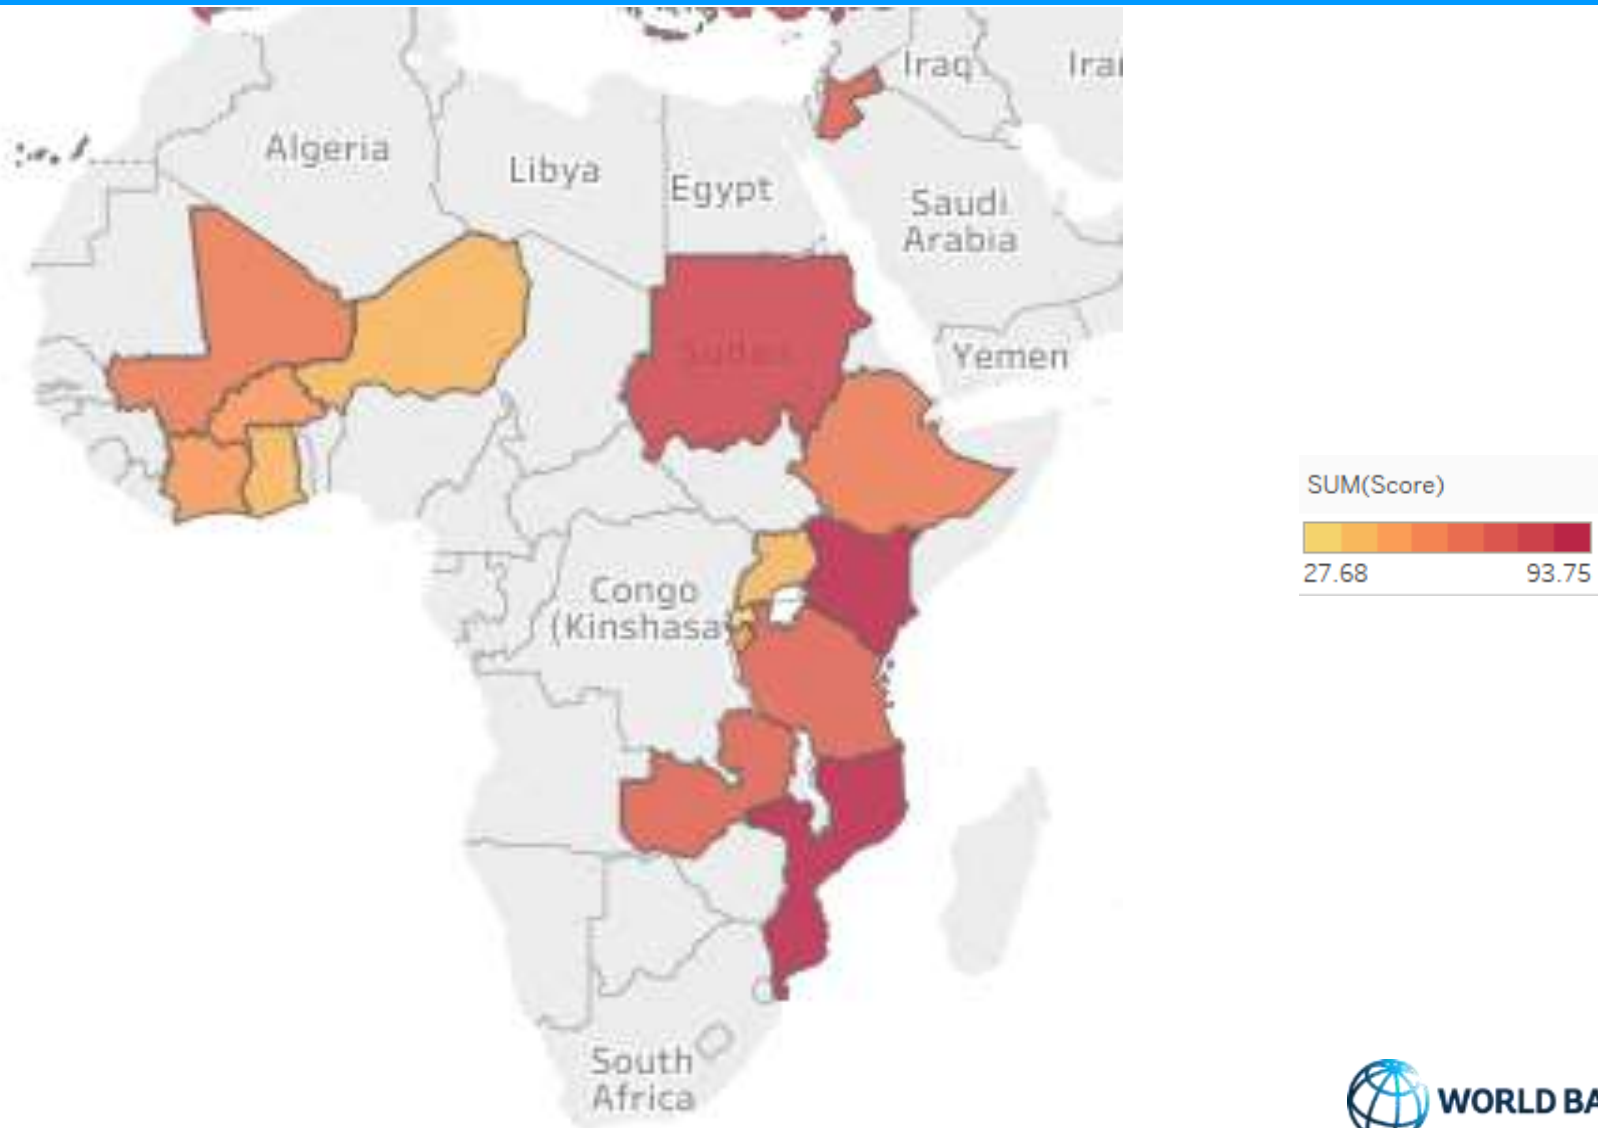 Iraq
Algeria
Libya
Egypt
Saudi
Arabia
Sudan
Yemen
Congo
(Kinshasa)
South
Africa
SUM(Score)
27.68 93.75
WORLD BA